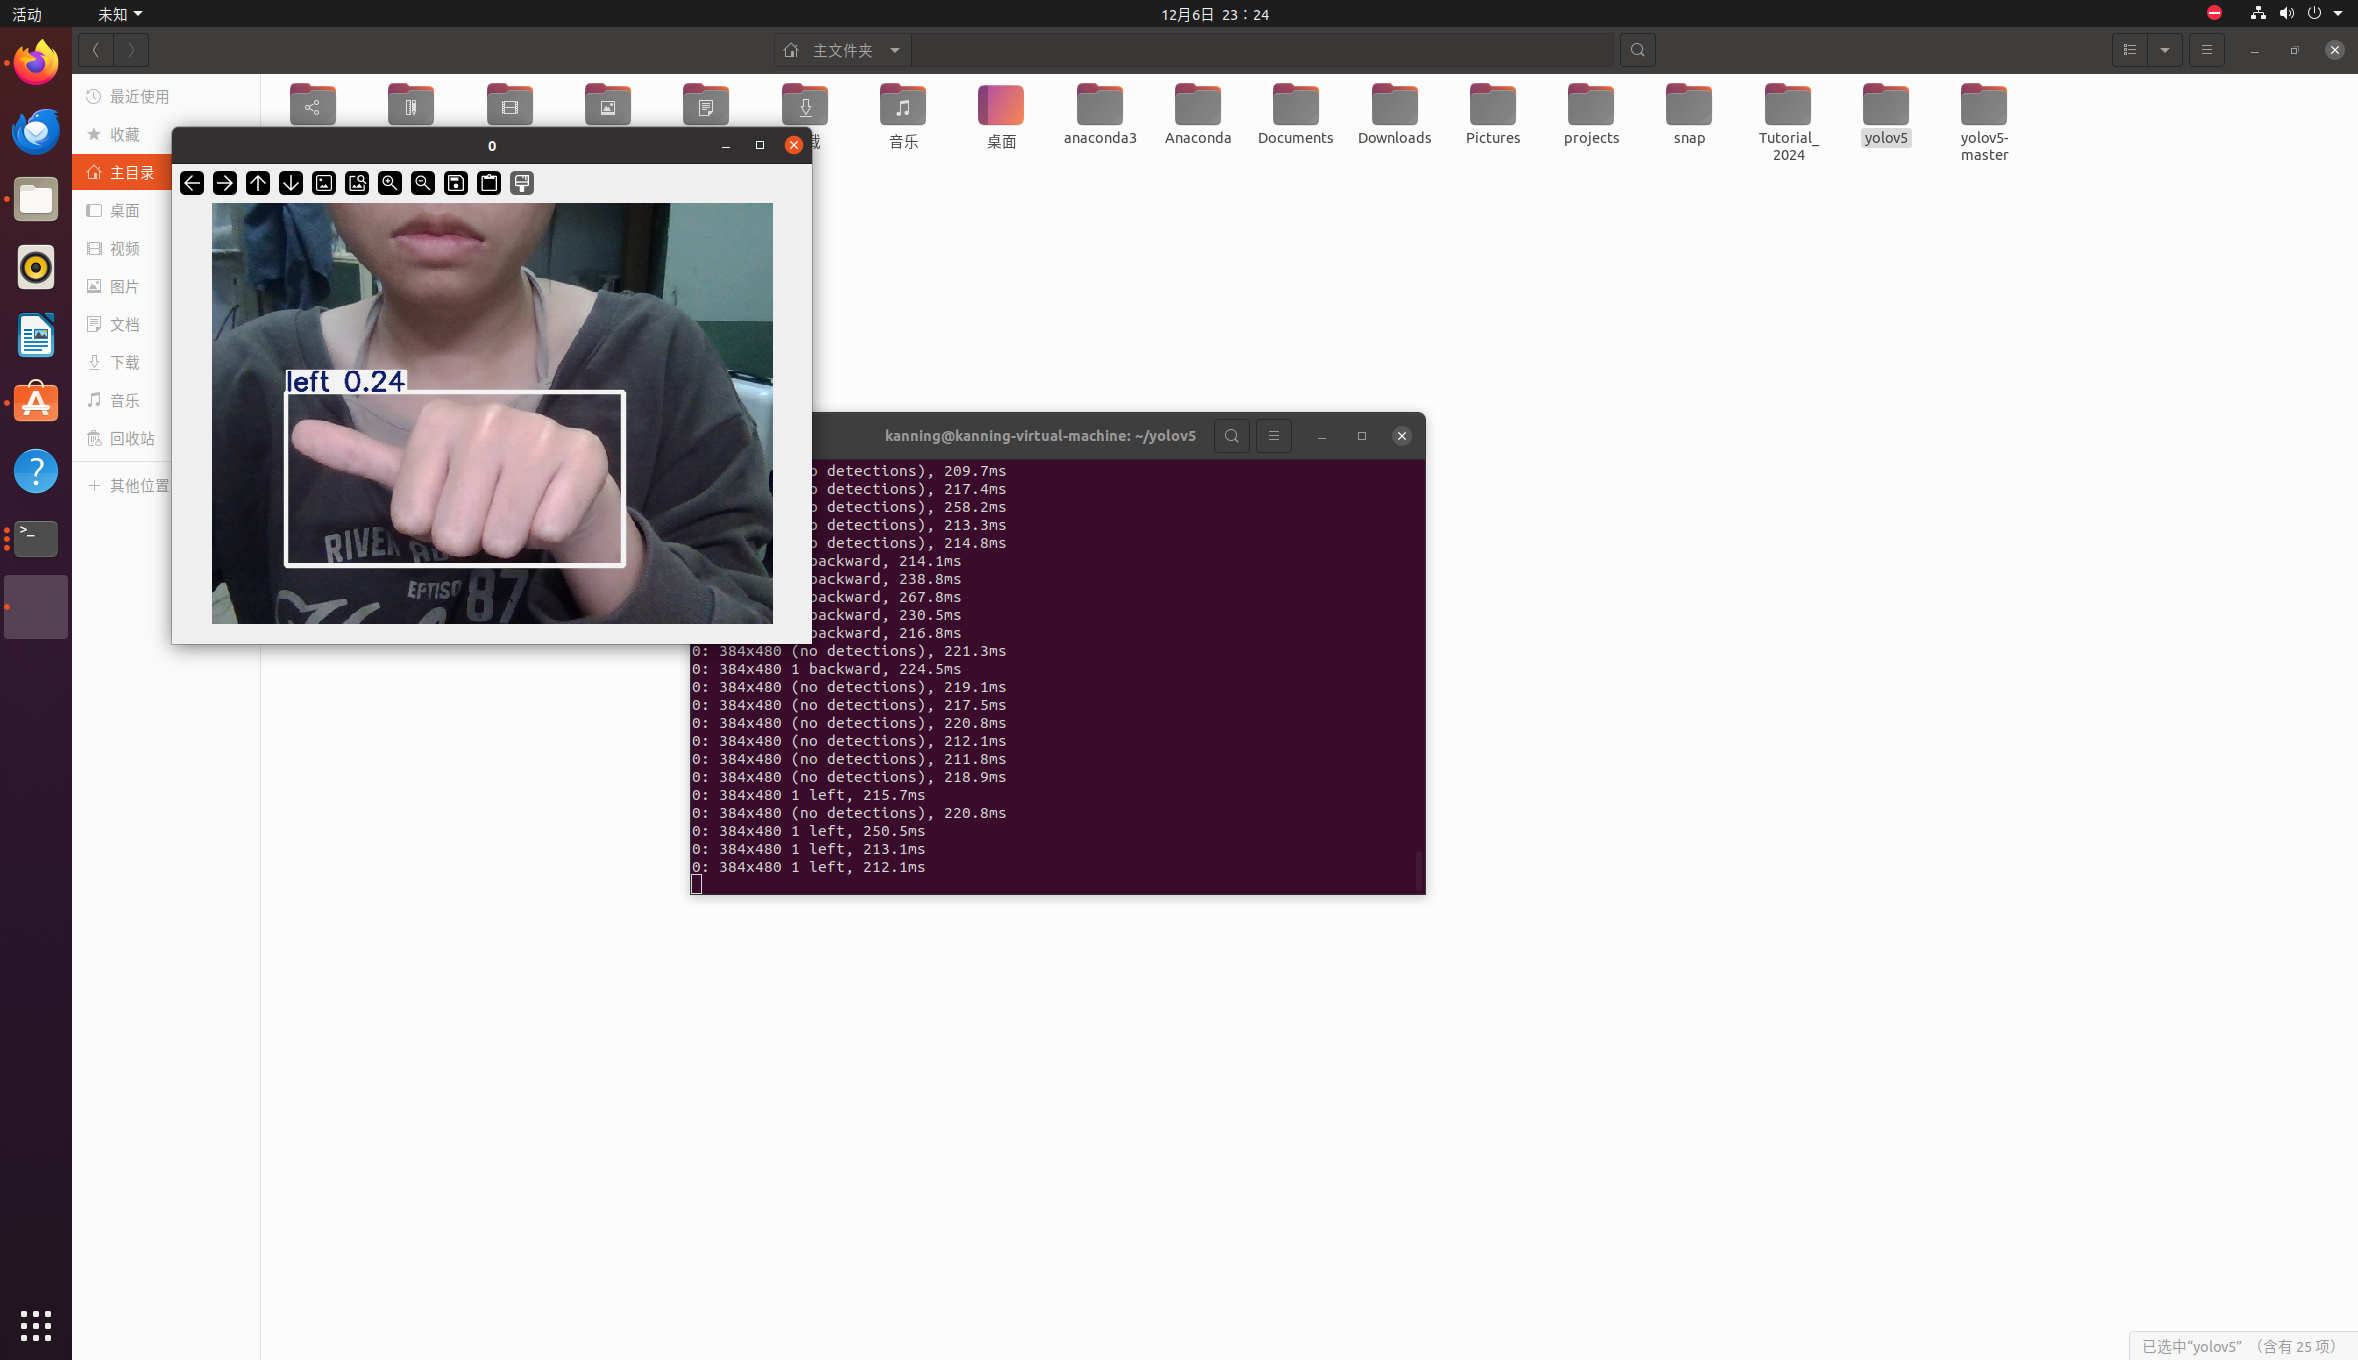 活动
未知
12月6日 23：24
主文件夹
最近使用
收藏
主目录
桌面
视频
图片
文档
下载
音乐
回收站
其他位置
音乐
桌面
anaconda3
Anaconda
Documents
Downloads
Pictures
projects
snap
Tutorial_
2024
yolov5
yolov5-
master
0
left 0.24
RIVER
87
kanning@kanning-virtual-machine: ~/yolov5
detections), 209.7ms
detections), 217.4ms
detections), 258.2ms
detections), 213.3ms
detections), 214.8ms
backward, 214.1ms
backward, 238.8ms
backward, 267.8ms
backward, 230.5ms
backward, 216.8ms
0: 384x480 (no detections), 221.3ms
0: 384x480 1 backward, 224.5ms
0: 384x480 (no detections), 219.1ms
0: 384x480 (no detections), 217.5ms
0: 384x480 (no detections), 220.8ms
0: 384x480 (no detections), 212.1ms
0: 384x480 (no detections), 211.8ms
0: 384x480 (no detections), 218.9ms
0: 384x480 1 left, 215.7ms
0: 384x480 (no detections), 220.8ms
0: 384x480 1 left, 250.5ms
0: 384x480 1 left, 213.1ms
0: 384x480 1 left, 212.1ms
已选中“yolov5” （含有 25 项）